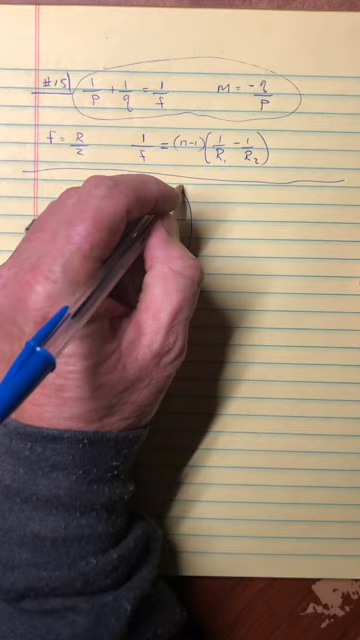 #15 1/p + 1/q = 1/f M = -q/p
f = R/2 1/f = (n-1)(1/R₁ - 1/R₂)